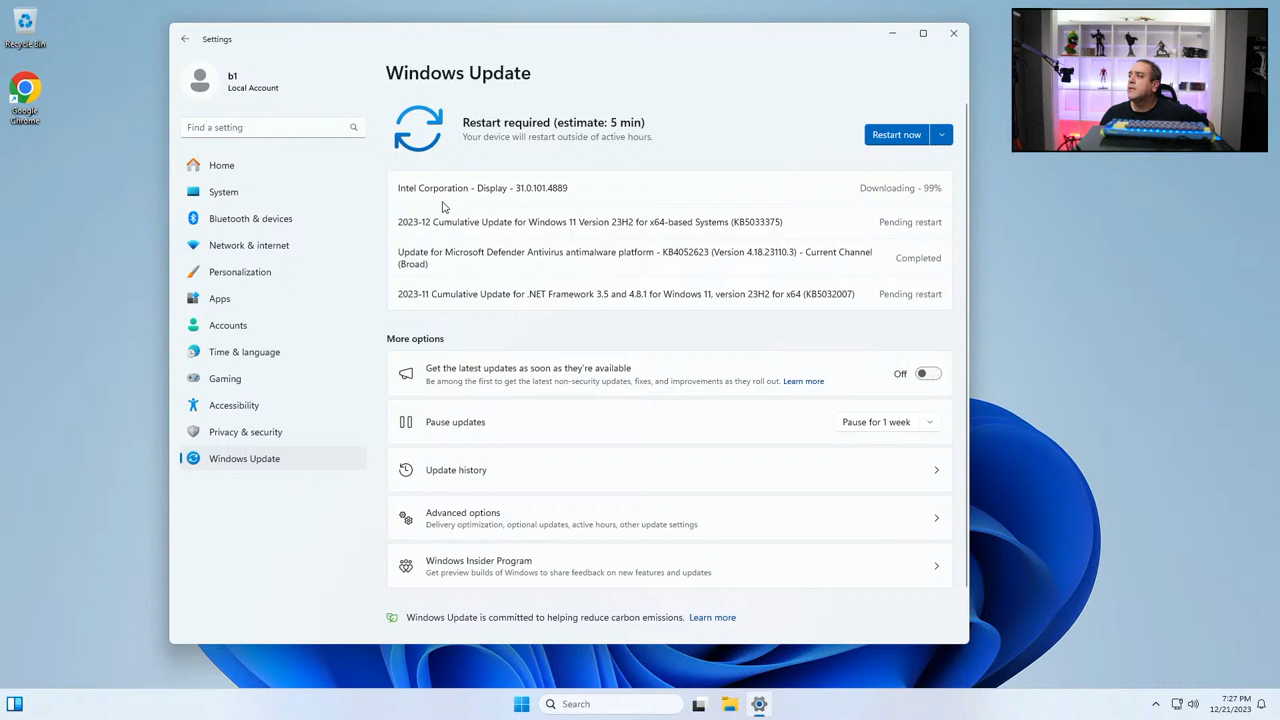 Recycle Bin
Google
Chrome
Settings
b1
Local Account
Find a setting
Home
System
Bluetooth & devices
Network & internet
Personalization
Apps
Accounts
Time & language
Gaming
Accessibility
Privacy & security
Windows Update
Windows Update
Restart required (estimate: 5 min)
Your device will restart outside of active hours.
Restart now
Intel Corporation - Display - 31.0.101.4889
Downloading - 99%
2023-12 Cumulative Update for Windows 11 Version 23H2 for x64-based Systems (KB5033375)
Pending restart
Update for Microsoft Defender Antivirus antimalware platform - KB4052623 (Version 4.18.23110.3) - Current Channel
(Broad)
Completed
2023-11 Cumulative Update for .NET Framework 3.5 and 4.8.1 for Windows 11, version 23H2 for x64 (KB5032007)
Pending restart
More options
Get the latest updates as soon as they're available
Be among the first to get the latest non-security updates, fixes, and improvements as they roll out. Learn more
Off
Pause updates
Pause for 1 week
Update history
Advanced options
Delivery optimization, optional updates, active hours, other update settings
Windows Insider Program
Get preview builds of Windows to share feedback on new features and updates
Windows Update is committed to helping reduce carbon emissions. Learn more
Search
7:27 PM
12/21/2023